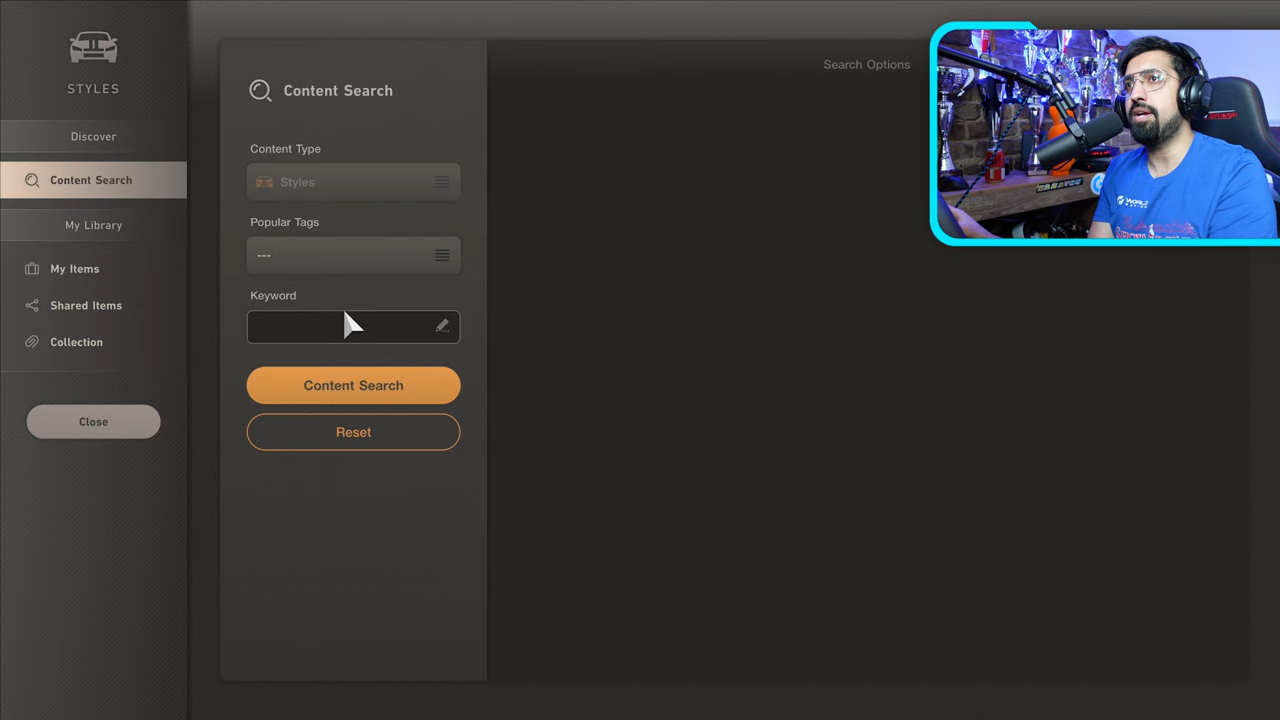 STYLES
Discover
Content Search
My Library
My Items
Shared Items
Collection
Close
Content Search
Content Type
Styles
Popular Tags
---
Keyword
Content Search
Reset
Search Options
WORLD